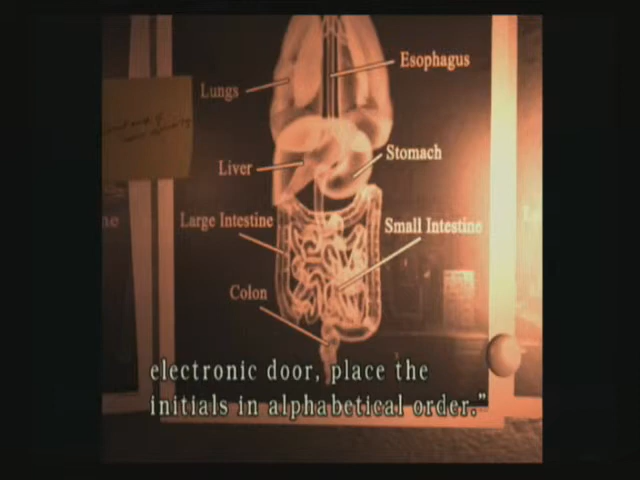 Esophagus
Lungs
Stomach
Liver
Large Intestine
Small Intestine
Colon
electronic door, place the
initials in alphabetical order."